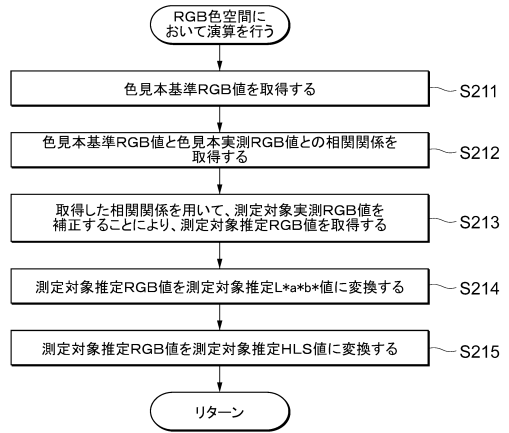 RGB色空間に
おいて演算を行う
色見本基準RGB値を取得する
S211
色見本基準RGB値と色見本実測RGB値との相関関係を
取得する
S212
取得した相関関係を用いて、測定対象実測RGB値を
補正することにより、測定対象推定RGB値を取得する
S213
測定対象推定RGB値を測定対象推定L*a*b*値に変換する
S214
測定対象推定RGB値を測定対象推定HLS値に変換する
S215
リターン